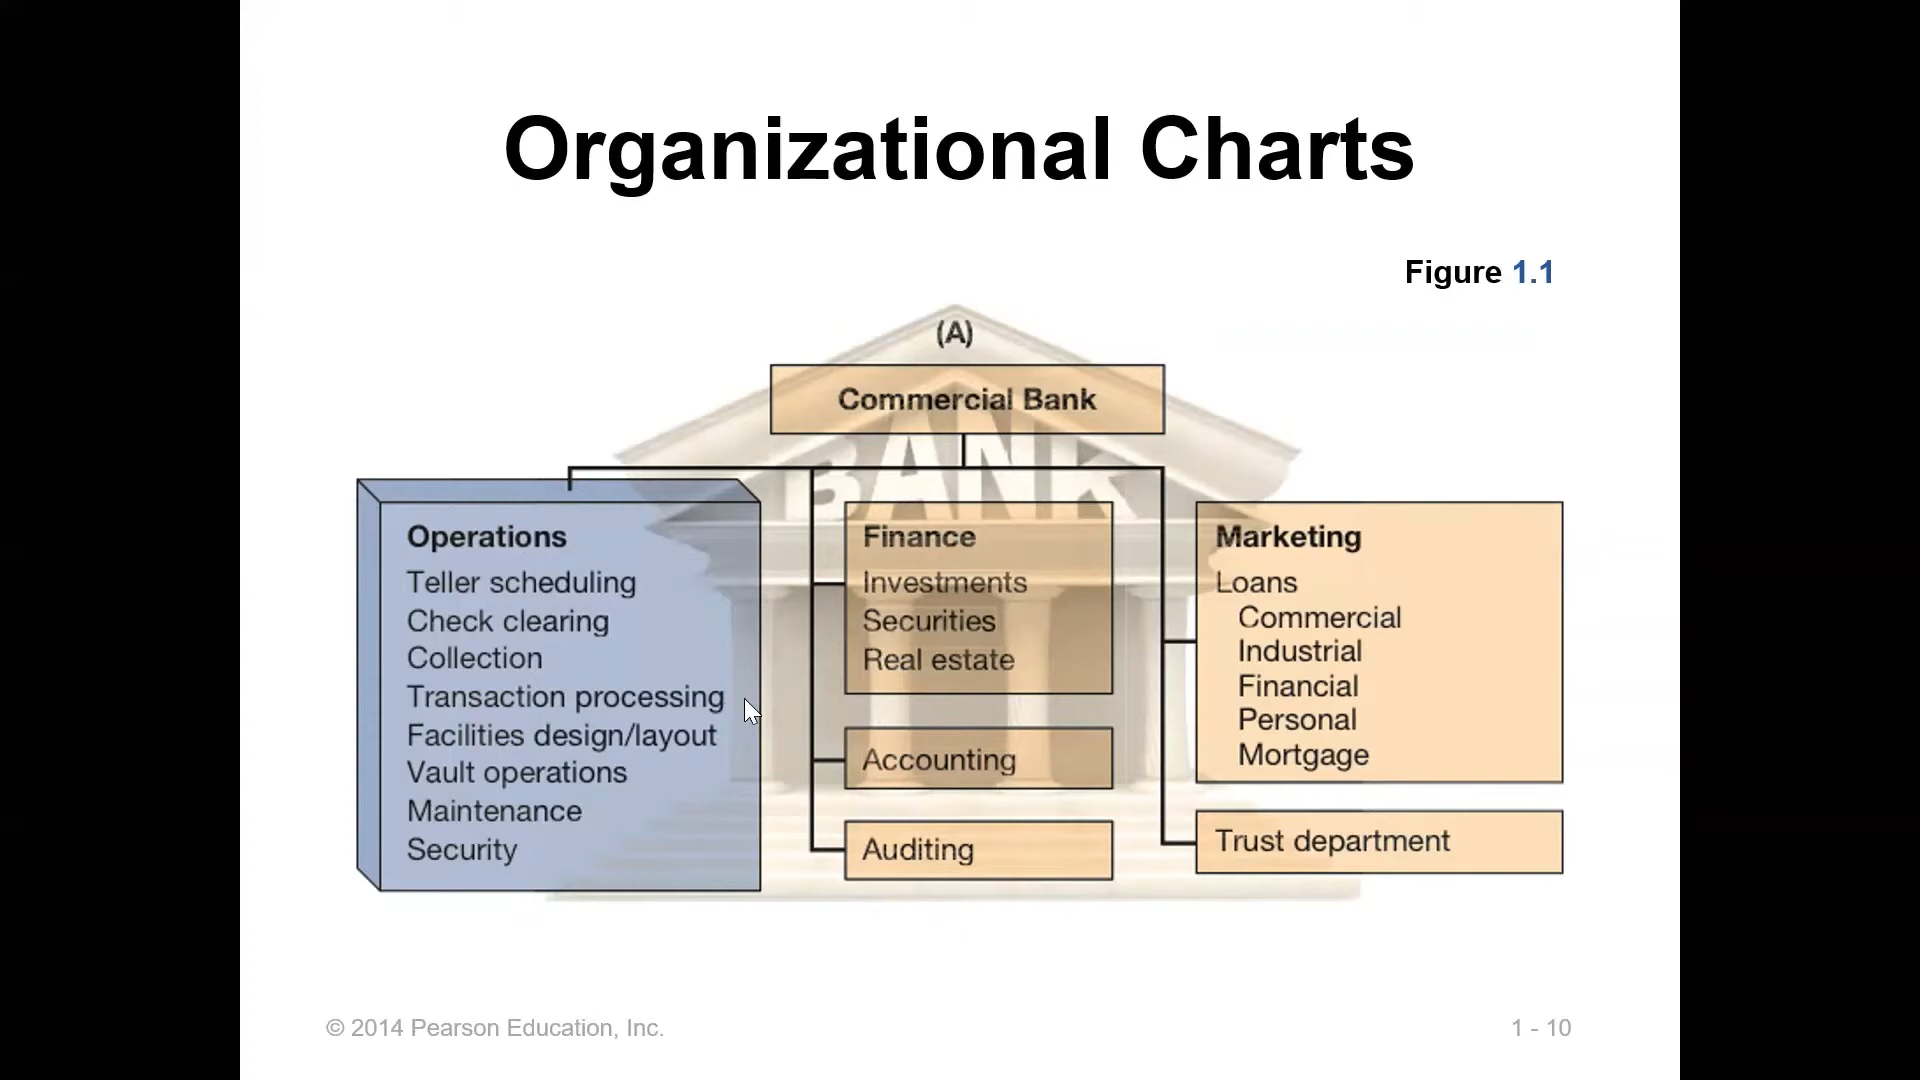 Organizational Charts
Figure 1.1
(A)
Commercial Bank
BANK
Operations
Teller scheduling
Check clearing
Collection
Transaction processing
Facilities design/layout
Vault operations
Maintenance
Security
Finance
Investments
Securities
Real estate
Accounting
Auditing
Marketing
Loans
Commercial
Industrial
Financial
Personal
Mortgage
Trust department
© 2014 Pearson Education, Inc.
1 - 10